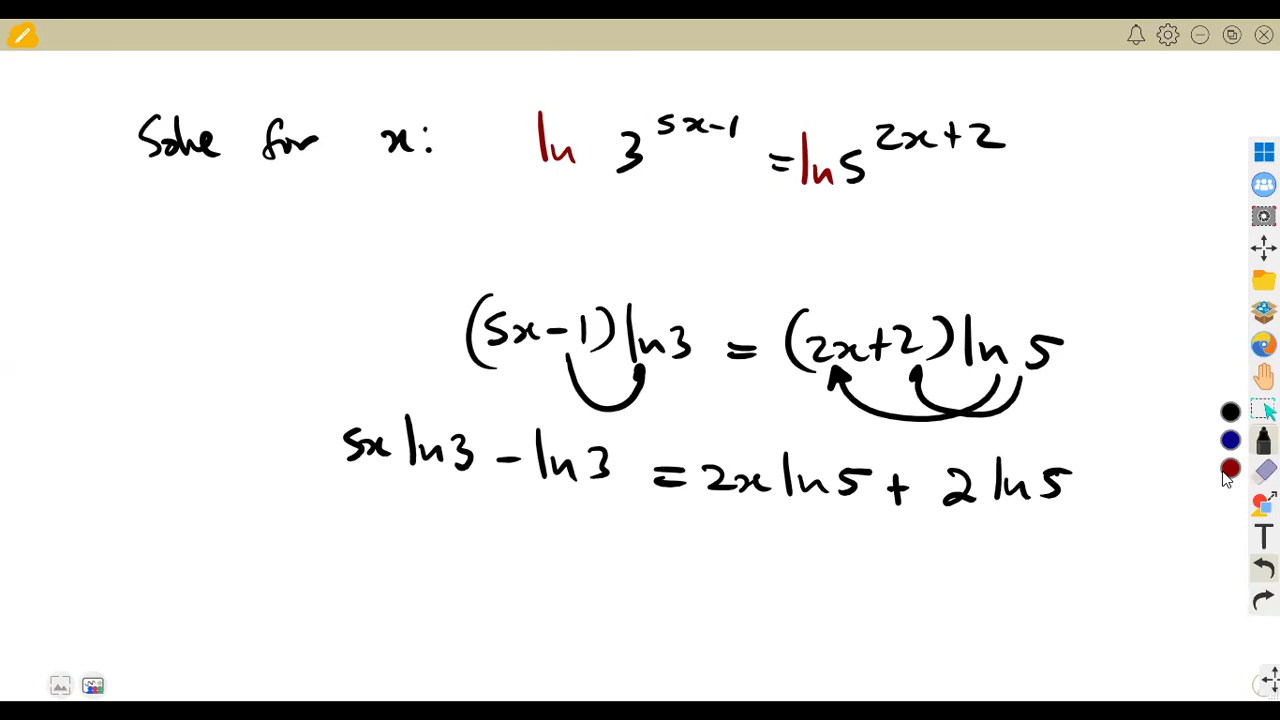 Solve for x: ln 3^{5x-1} = ln 5^{2x+2}
(5x-1) ln 3 = (2x+2) ln 5
5x ln 3 - ln 3 = 2x ln 5 + 2 ln 5
T